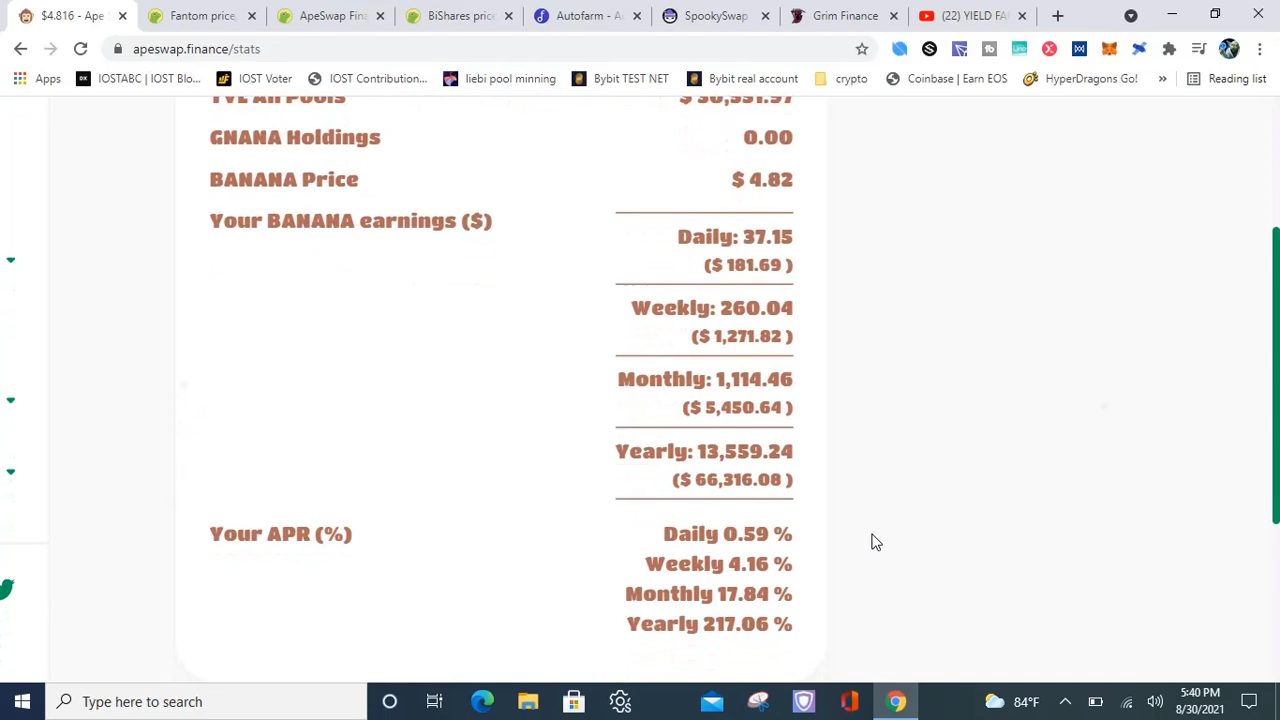 $4.816 - Ape
Fantom price,
ApeSwap Fin
BiShares pric
Autofarm - A
SpookySwap
Grim Finance
(22) YIELD FA
apeswap.finance/stats
Apps
IOSTABC | IOST Blo...
IOST Voter
IOST Contribution...
liebi pool minning
Bybit TEST NET
Bybit real account
crypto
Coinbase | Earn EOS
HyperDragons Go!
»
Reading list
TVL All Pools
GNANA Holdings 0.00
BANANA Price $ 4.82
Your BANANA earnings ($)
Daily: 37.15
($ 181.69 )
Weekly: 260.04
($ 1,271.82 )
Monthly: 1,114.46
($ 5,450.64 )
Yearly: 13,559.24
($ 66,316.08 )
Your APR (%) Daily 0.59 %
Weekly 4.16 %
Monthly 17.84 %
Yearly 217.06 %
Type here to search
84°F
5:40 PM
8/30/2021